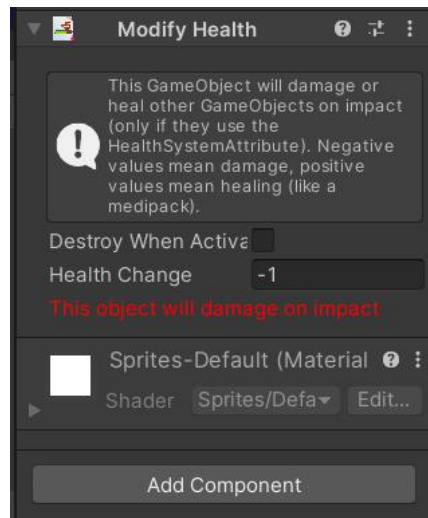 Modify Health
This GameObject will damage or
heal other GameObjects on impact
(only if they use the
HealthSystemAttribute). Negative
values mean damage, positive
values mean healing (like a
medipack).
Destroy When Activa
Health Change -1
This object will damage on impact
Sprites-Default (Material
Shader Sprites/Defa Edit...
Add Component